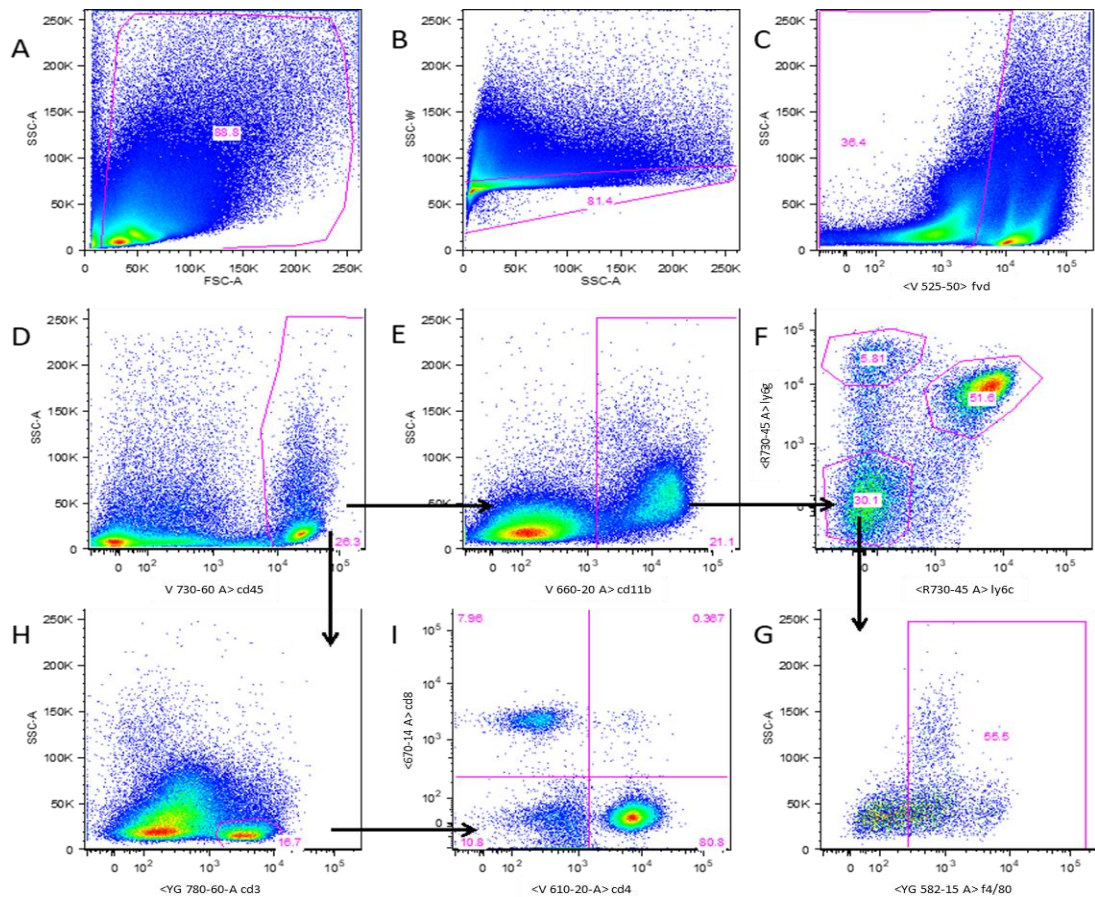 A
SSC-A
250K
200K
150K
100K
50K
0
88.8
0 50K 100K 150K 200K 250K
FSC-A
B
SSC-W
250K
200K
150K
100K
50K
0
81.4
0 50K 100K 150K 200K 250K
SSC-A
C
SSC-A
250K
200K
150K
100K
50K
0
36.4
0 10² 10³ 10⁴ 10⁵
<V 525-50> fvd
D
SSC-A
250K
200K
150K
100K
50K
0
26.3
0 10² 10³ 10⁴ 10⁵
V 730-60 A> cd45
E
SSC-A
250K
200K
150K
100K
50K
0
21.1
0 10² 10³ 10⁴ 10⁵
V 660-20 A> cd11b
F
<R730-45 A> ly6g
10⁵
10⁴
10³
0
5.81
51.6
30.1
0 10³ 10⁴ 10⁵
<R730-45 A> ly6c
H
SSC-A
250K
200K
150K
100K
50K
0
16.7
0 10² 10³ 10⁴ 10⁵
<YG 780-60-A cd3
I
<670-14 A> cd8
10⁵
10⁴
10³
10²
0
7.96
0.367
10.8
80.8
0 10² 10³ 10⁴ 10⁵
<V 610-20-A> cd4
G
SSC-A
250K
200K
150K
100K
50K
0
55.5
0 10² 10³ 10⁴ 10⁵
<YG 582-15 A> f4/80